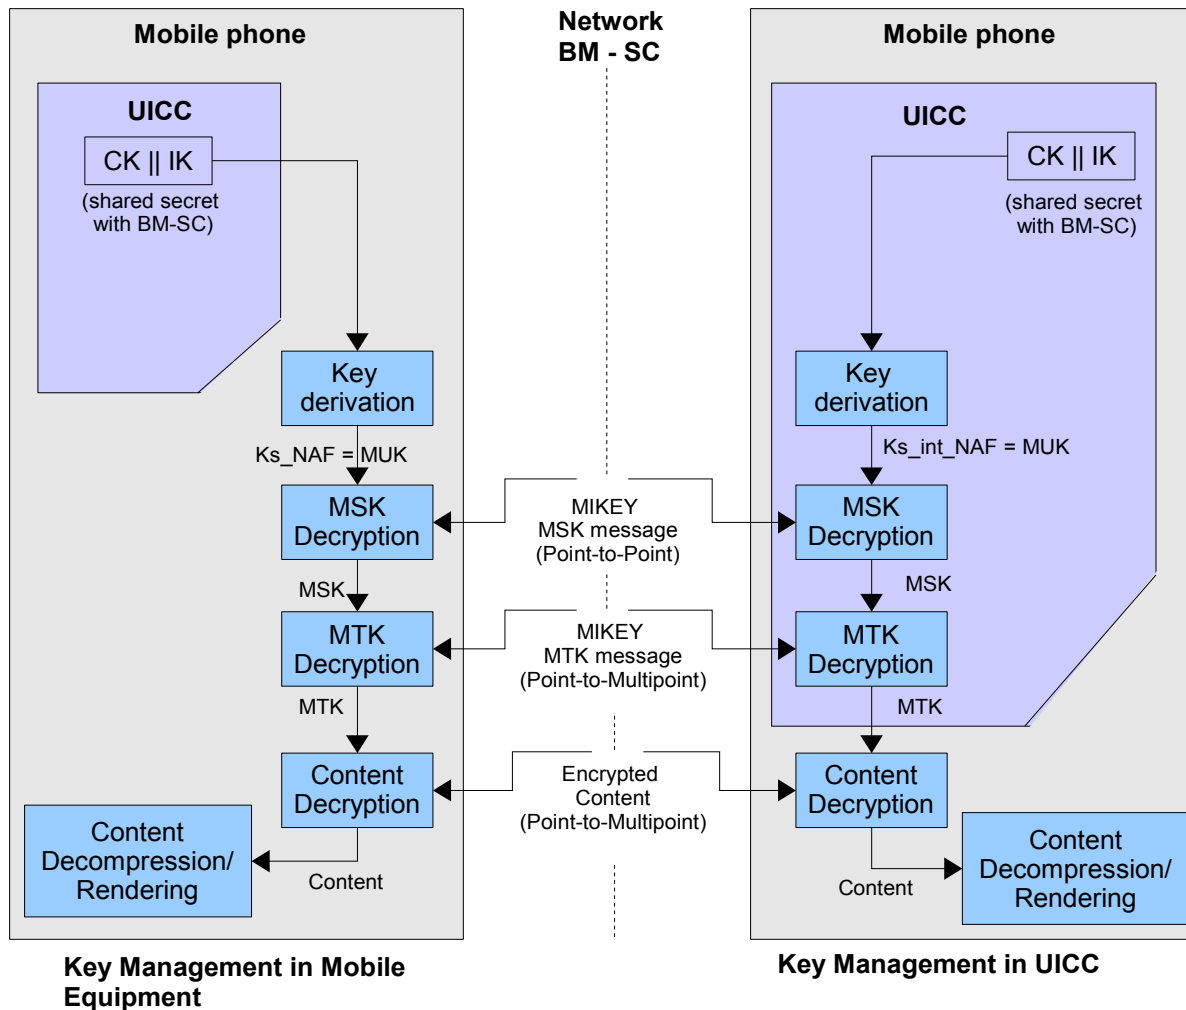 Mobile phone
UICC
CK || IK
(shared secret
with BM-SC)
Key
derivation
Ks_NAF = MUK
MSK
Decryption
MSK
MTK
Decryption
MTK
Content
Decryption
Content
Decompression/
Rendering
Content
Key Management in Mobile
Equipment
Network
BM - SC
MIKEY
MSK message
(Point-to-Point)
MIKEY
MTK message
(Point-to-Multipoint)
Encrypted
Content
(Point-to-Multipoint)
Mobile phone
UICC
CK || IK
(shared secret
with BM-SC)
Key
derivation
Ks_int_NAF = MUK
MSK
Decryption
MSK
MTK
Decryption
MTK
Content
Decryption
Content
Content
Decompression/
Rendering
Key Management in UICC